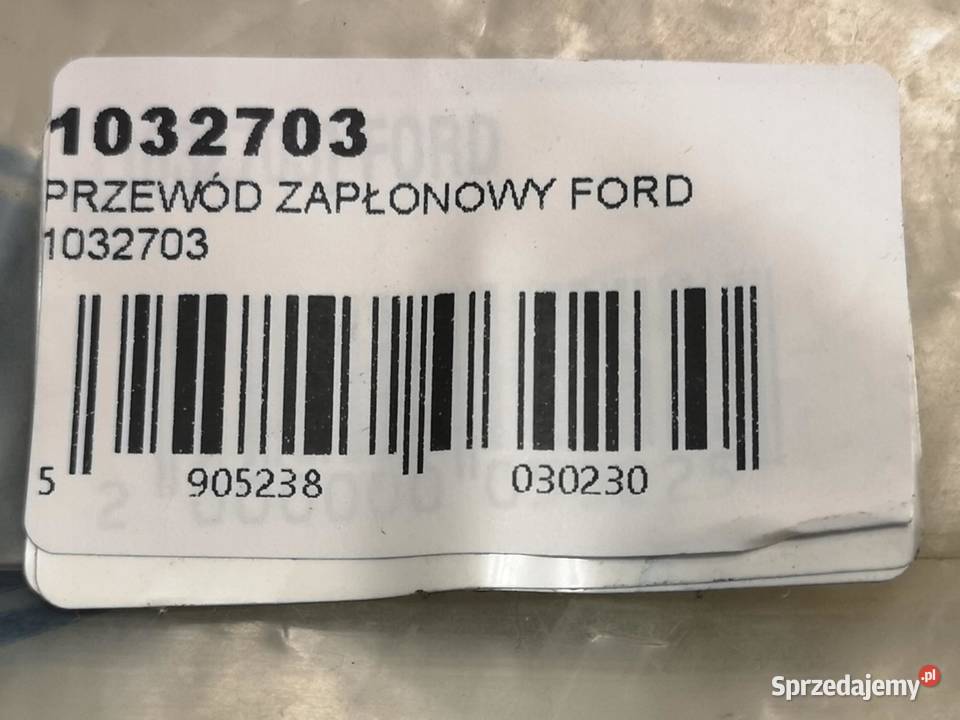 1032703
PRZEWÓD ZAPŁONOWY FORD
1032703
5 905238 030230
Sprzedajemy.pl